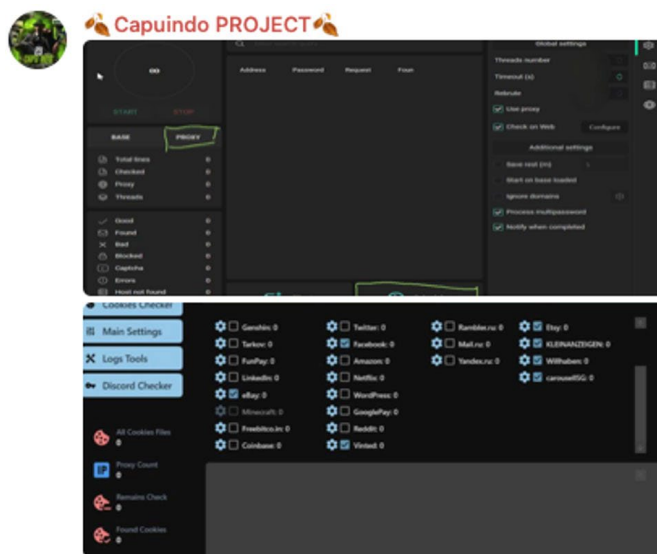 🍂Capuindo PROJECT🍂
Global settings
Address Password Request Foun
Threads number
Timeout (s) 0
Rebrute
START STOP
Use proxy
Check on Web Configure
BASE PROXY
Additional settings
Total lines 0
Checked 0
Proxy 0
Threads 0
Save rest (m)
Start on base loaded
Ignore domains
Process multipassword
Notify when completed
Good 0
Found 0
Bad 0
Blocked 0
Captcha 0
Errors 0
Host not found 0
Cookies Checker
Main Settings
Logs Tools
Discord Checker
All Cookies Files
0
IP
Proxy Count
0
Remains Check
0
Found Cookies
0
Genshin: 0
Tarkov: 0
FunPay: 0
LinkedIn: 0
eBay: 0
Minecraft: 0
Freebitco.in: 0
Coinbase: 0
Twitter: 0
Facebook: 0
Amazon: 0
Netflix: 0
WordPress: 0
GooglePay: 0
Reddit: 0
Vinted: 0
Rambler.ru: 0
Mail.ru: 0
Yandex.ru: 0
Etsy: 0
KLEINANZEIGEN: 0
Willhaben: 0
carousellSG: 0